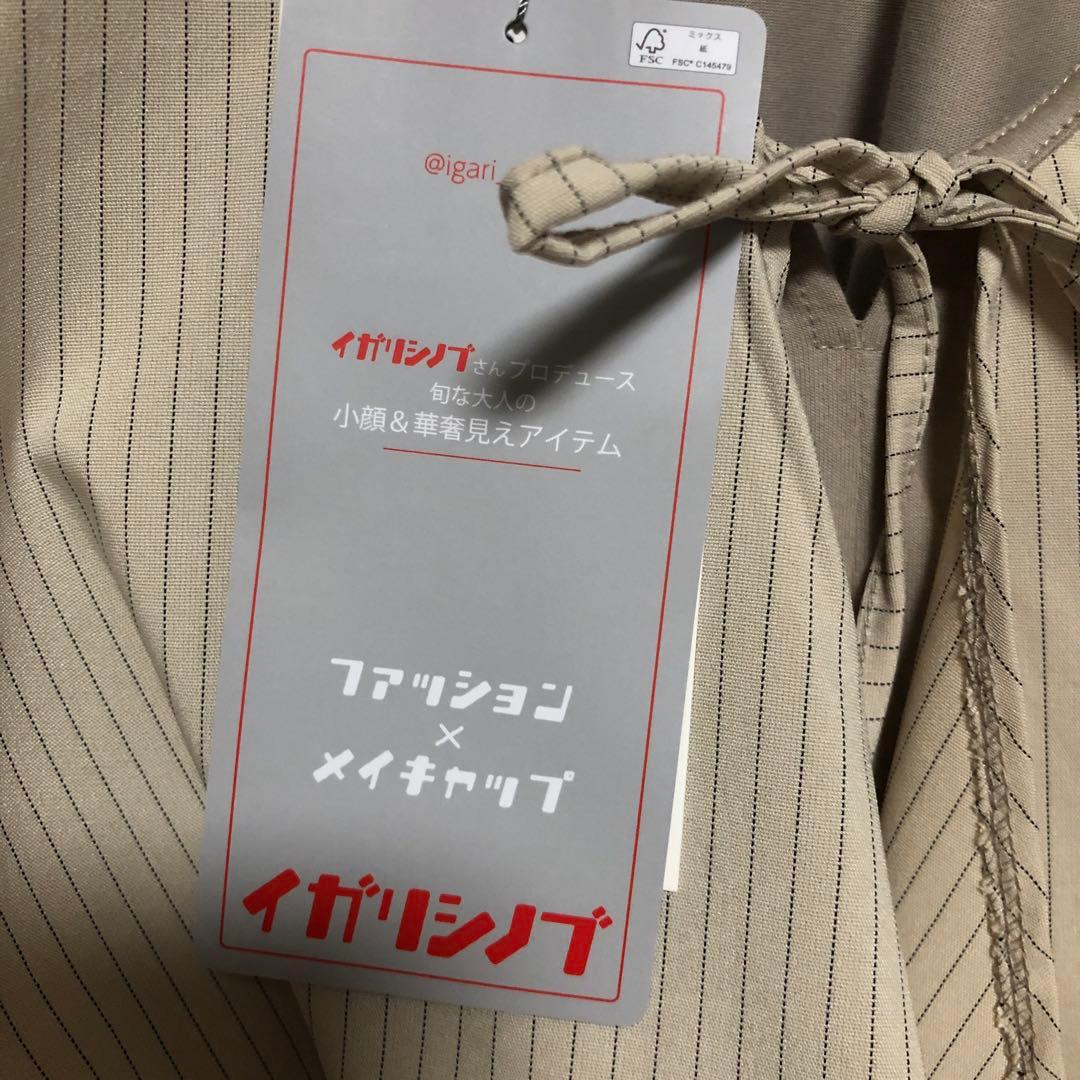 ミックス
紙
FSC
FSC® C145479
@igari_
イガリシノブさんプロデュース
旬な大人の
小顔&華奢見えアイテム
ファッション
×
メイキャップ
イガリシノブ